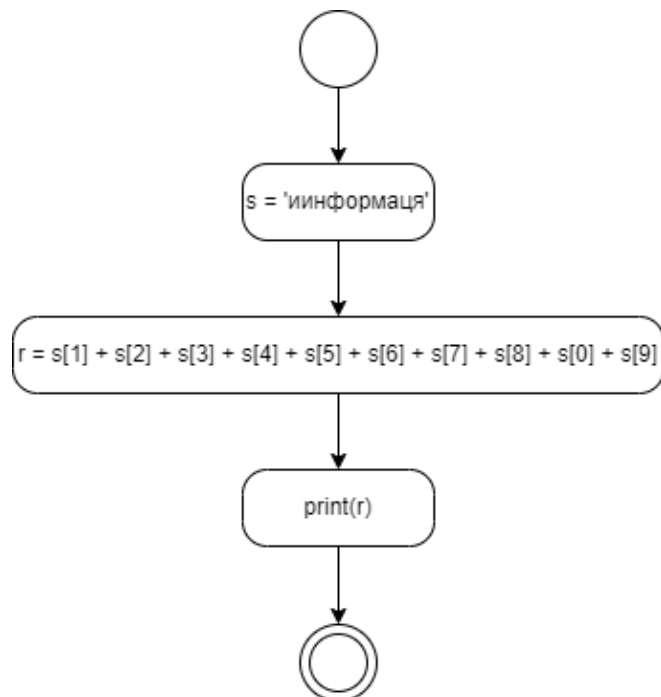 s = 'иинформаця'
r = s[1] + s[2] + s[3] + s[4] + s[5] + s[6] + s[7] + s[8] + s[0] + s[9]
print(r)